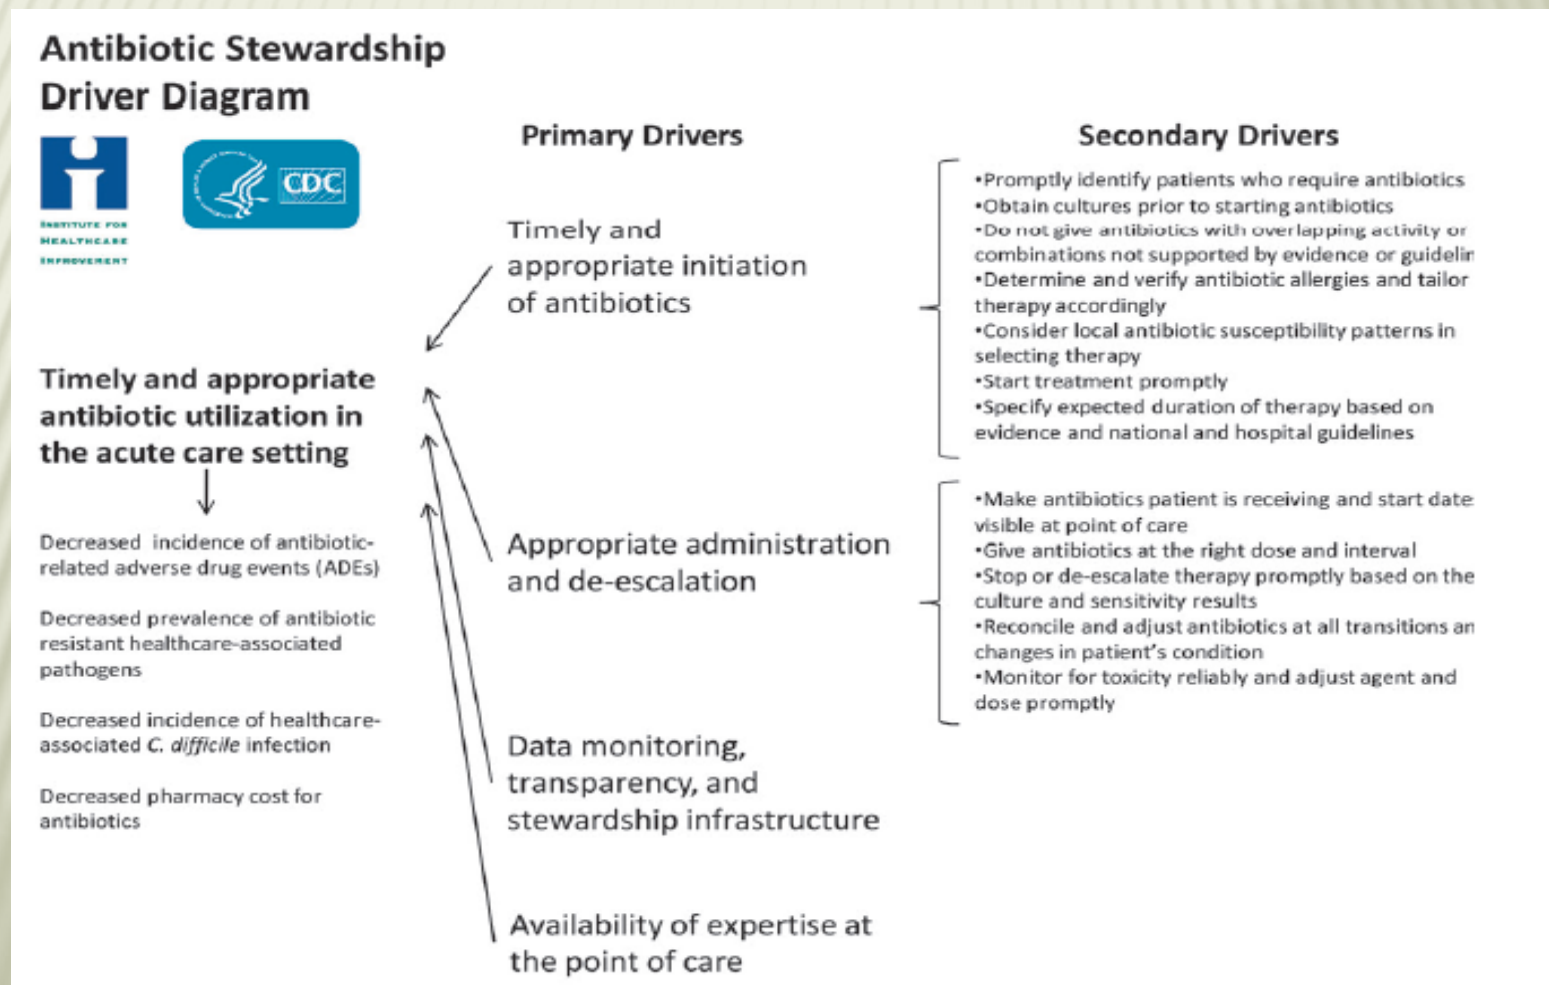 Antibiotic Stewardship
Driver Diagram
INSTITUTE FOR
HEALTHCARE
IMPROVEMENT
CDC
Timely and appropriate
antibiotic utilization in
the acute care setting
Decreased incidence of antibiotic-
related adverse drug events (ADEs)
Decreased prevalence of antibiotic
resistant healthcare-associated
pathogens
Decreased incidence of healthcare-
associated C. difficile infection
Decreased pharmacy cost for
antibiotics
Primary Drivers
Timely and
appropriate initiation
of antibiotics
Appropriate administration
and de-escalation
Data monitoring,
transparency, and
stewardship infrastructure
Availability of expertise at
the point of care
Secondary Drivers
•Promptly identify patients who require antibiotics
•Obtain cultures prior to starting antibiotics
•Do not give antibiotics with overlapping activity or
combinations not supported by evidence or guidelin
•Determine and verify antibiotic allergies and tailor
therapy accordingly
•Consider local antibiotic susceptibility patterns in
selecting therapy
•Start treatment promptly
•Specify expected duration of therapy based on
evidence and national and hospital guidelines
•Make antibiotics patient is receiving and start date
visible at point of care
•Give antibiotics at the right dose and interval
•Stop or de-escalate therapy promptly based on the
culture and sensitivity results
•Reconcile and adjust antibiotics at all transitions an
changes in patient's condition
•Monitor for toxicity reliably and adjust agent and
dose promptly